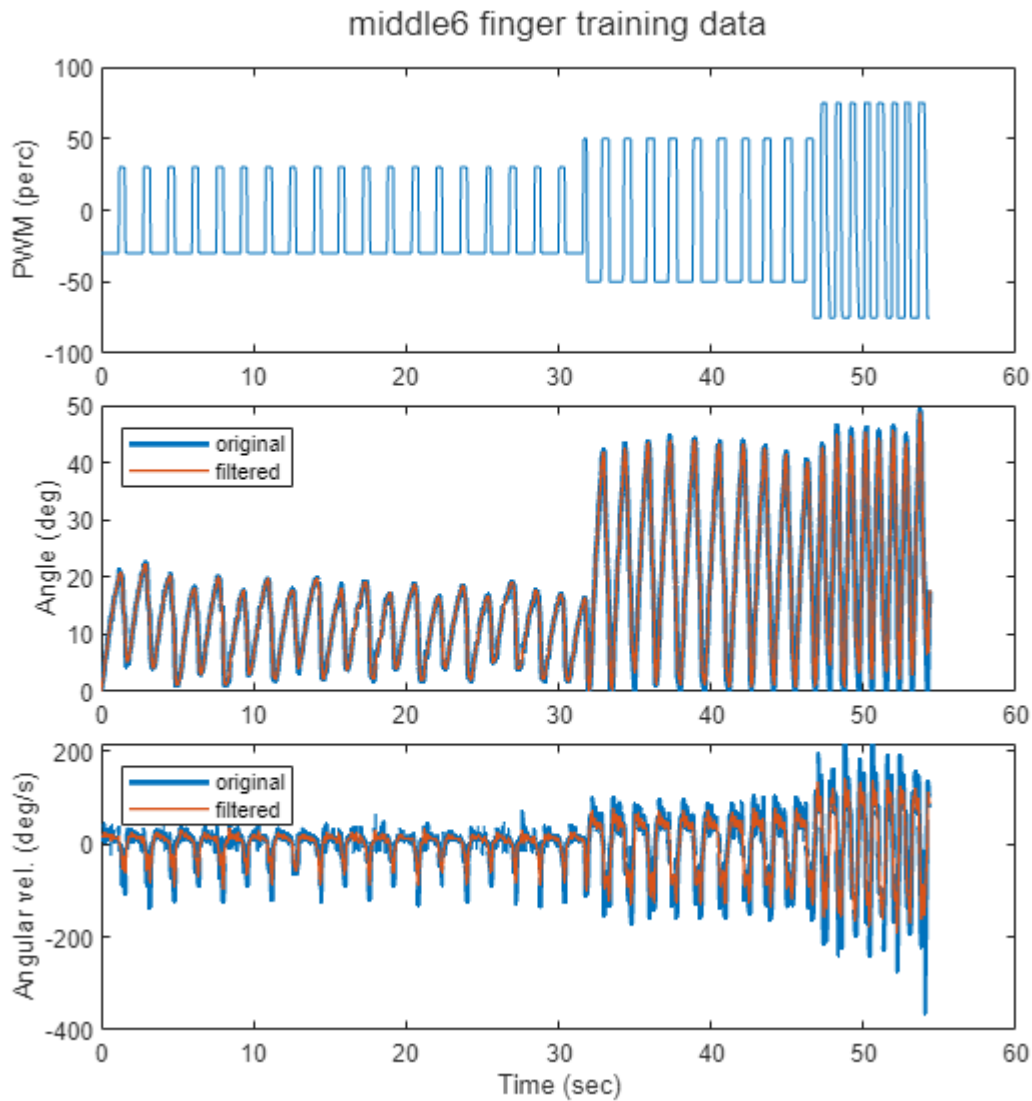 middle6 finger training data
100
50
0
-50
-100
PWM (perc)
0 10 20 30 40 50 60
50
40
30
20
10
0
Angle (deg)
original
filtered
0 10 20 30 40 50 60
200
0
-200
-400
Angular vel. (deg/s)
original
filtered
0 10 20 30 40 50 60
Time (sec)